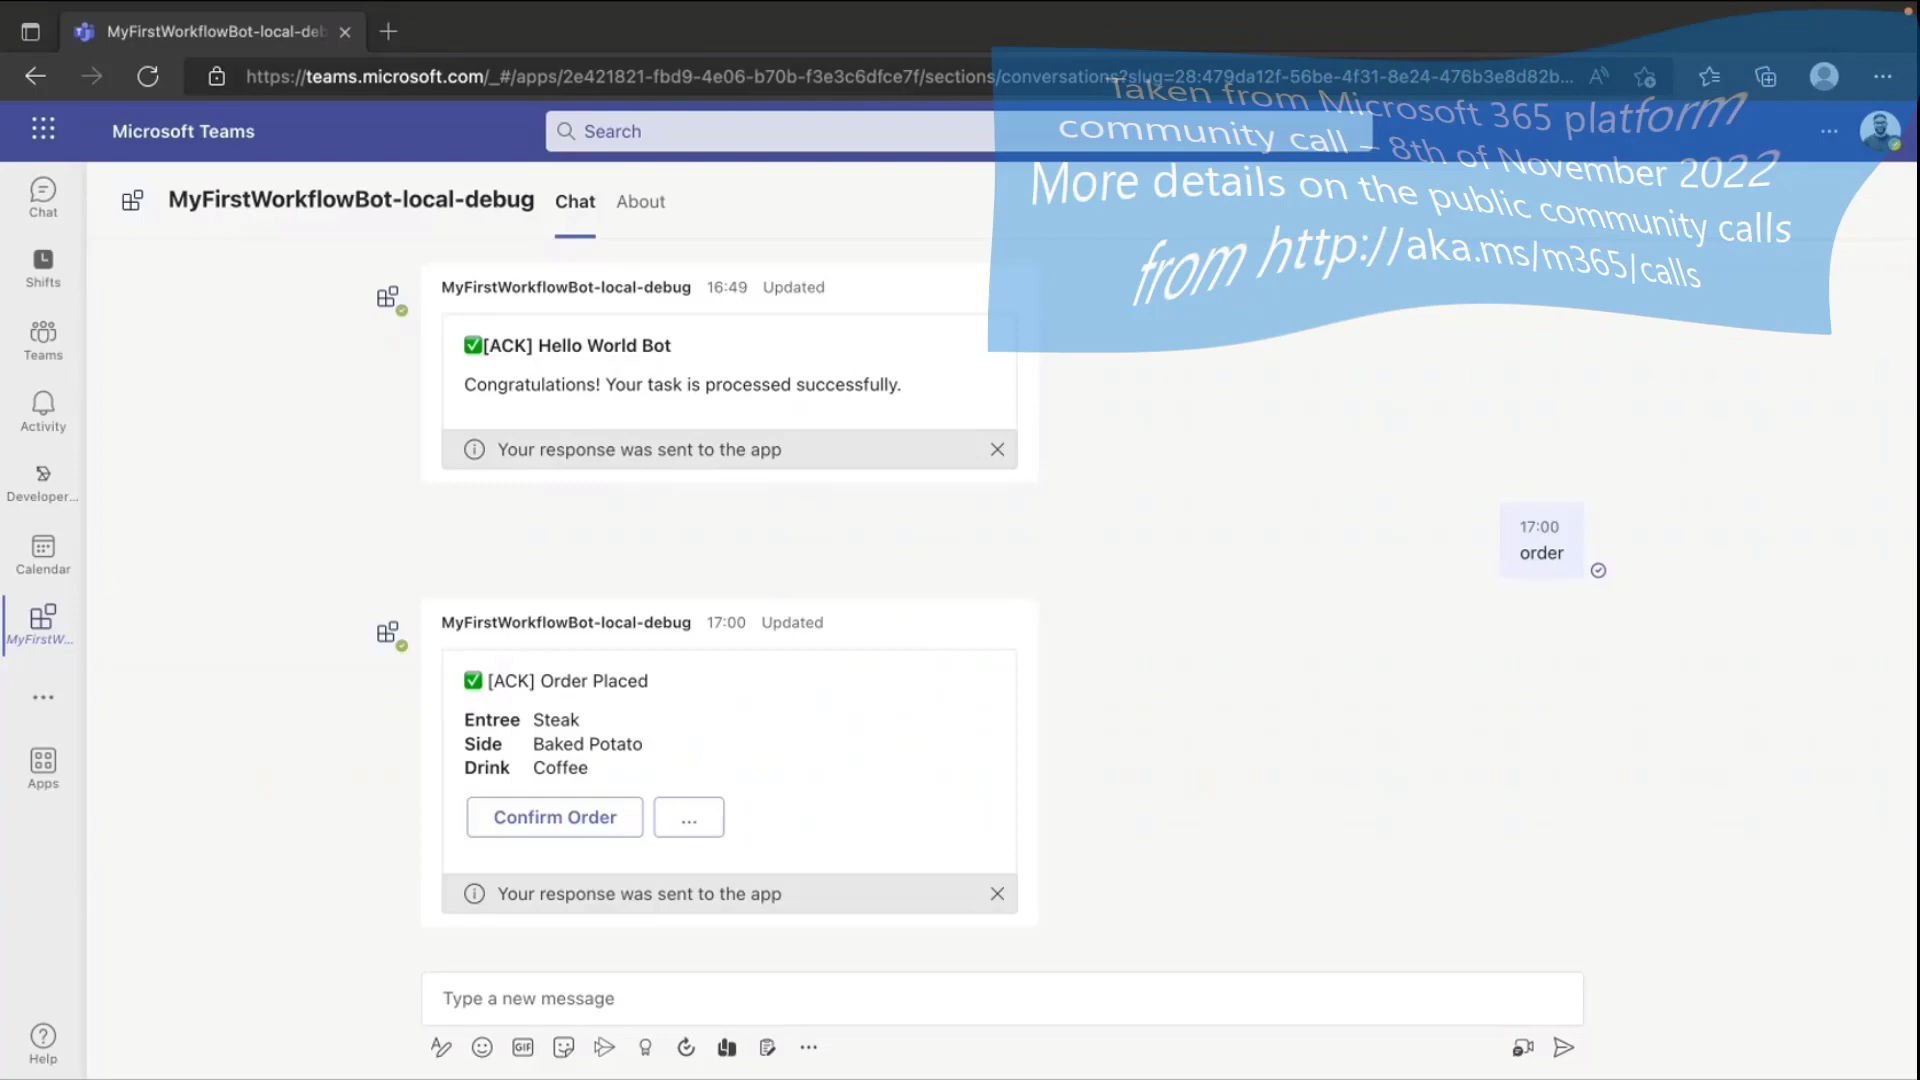 MyFirstWorkflowBot-local-deb
https://teams.microsoft.com/_#/apps/2e421821-fbd9-4e06-b70b-f3e3c6dfce7f/sections/conversations?slug=28:479da12f-56be-4f31-8e24-476b3e8d82b...
Taken from Microsoft 365 platform
community call – 8th of November 2022
More details on the public community calls
from http://aka.ms/m365/calls
Microsoft Teams
Search
MyFirstWorkflowBot-local-debug
Chat
About
Chat
Shifts
Teams
Activity
Developer...
Calendar
MyFirstW...
Apps
Help
MyFirstWorkflowBot-local-debug 16:49 Updated
✅[ACK] Hello World Bot
Congratulations! Your task is processed successfully.
Your response was sent to the app
17:00
order
MyFirstWorkflowBot-local-debug 17:00 Updated
✅ [ACK] Order Placed
Entree Steak
Side Baked Potato
Drink Coffee
Confirm Order
...
Your response was sent to the app
Type a new message
GIF